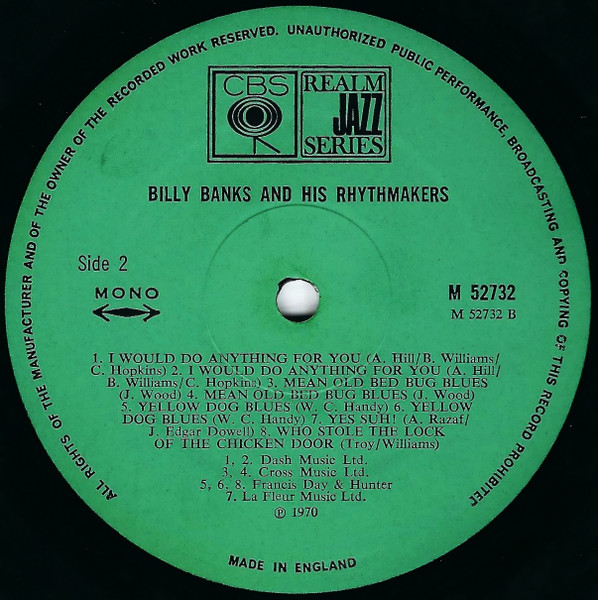 ALL RIGHTS OF THE MANUFACTURER AND OF THE OWNER OF THE RECORDED WORK RESERVED. UNAUTHORIZED PUBLIC PERFORMANCE, BROADCASTING AND COPYING OF THIS RECORD PROHIBITED
CBS
REALM
JAZZ
SERIES
BILLY BANKS AND HIS RHYTHMAKERS
Side 2
MONO
M 52732
M 52732 B
1. I WOULD DO ANYTHING FOR YOU (A. Hill/B. Williams/
C. Hopkins) 2. I WOULD DO ANYTHING FOR YOU (A. Hill/
B. Williams/C. Hopkins) 3. MEAN OLD BED BUG BLUES
(J. Wood) 4. MEAN OLD BED BUG BLUES (J. Wood)
5. YELLOW DOG BLUES (W. C. Handy) 6. YELLOW
DOG BLUES (W. C. Handy) 7. YES SUH! (A. Razaf/
J. Edgar Dowell) 8. WHO STOLE THE LOCK
OF THE CHICKEN DOOR (Troy/Williams)
1, 2. Dash Music Ltd.
3, 4. Cross Music Ltd.
5, 6. 8. Francis Day & Hunter
7. La Fleur Music Ltd.
℗ 1970
MADE IN ENGLAND